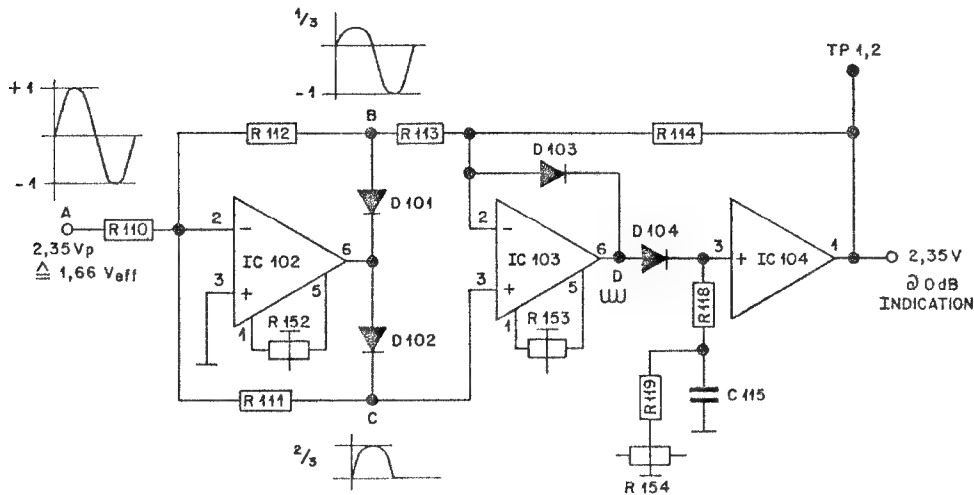 1/3
-1
+1
-1
A
2,35 Vp
≙ 1,66 Veff
R 110
R 112
B
R 113
R 114
TP 1,2
D 101
D 103
2
−
IC 102
3
+
6
5
1
R 152
D 102
R 111
C
2/3
2
−
IC 103
3
+
6
5
1
R 153
D
D 104
3
+
IC 104
1
2,35 V
∂ 0 dB
INDICATION
R 118
R 119
C 115
R 154